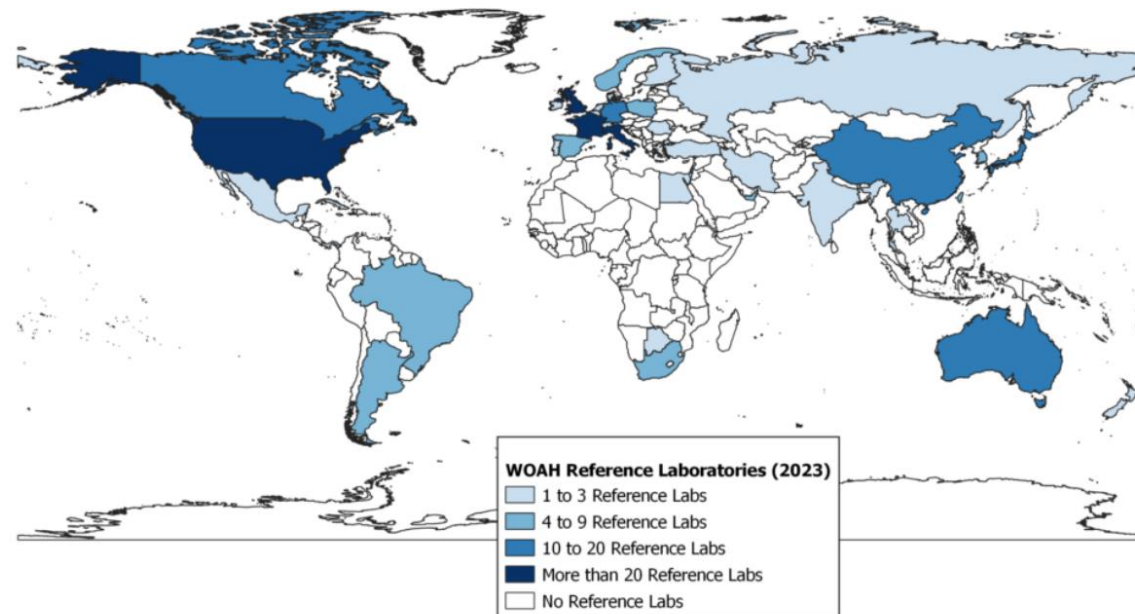 WOAH Reference Laboratories (2023)
1 to 3 Reference Labs
4 to 9 Reference Labs
10 to 20 Reference Labs
More than 20 Reference Labs
No Reference Labs